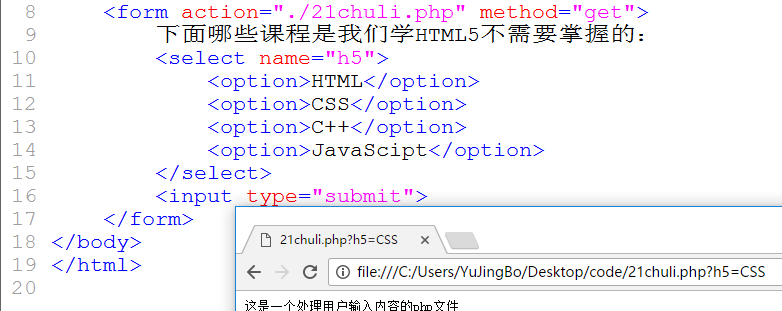 8 <form action="./21chuli.php" method="get">
9 下面哪些课程是我们学HTML5不需要掌握的:
10 <select name="h5">
11 <option>HTML</option>
12 <option>CSS</option>
13 <option>C++</option>
14 <option>JavaScipt</option>
15 </select>
16 <input type="submit">
17 </form>
18 </body>
19 </html>
20
21chuli.php?h5=CSS
file:///C:/Users/YuJingBo/Desktop/code/21chuli.php?h5=CSS
这是一个处理用户输入内容的php文件